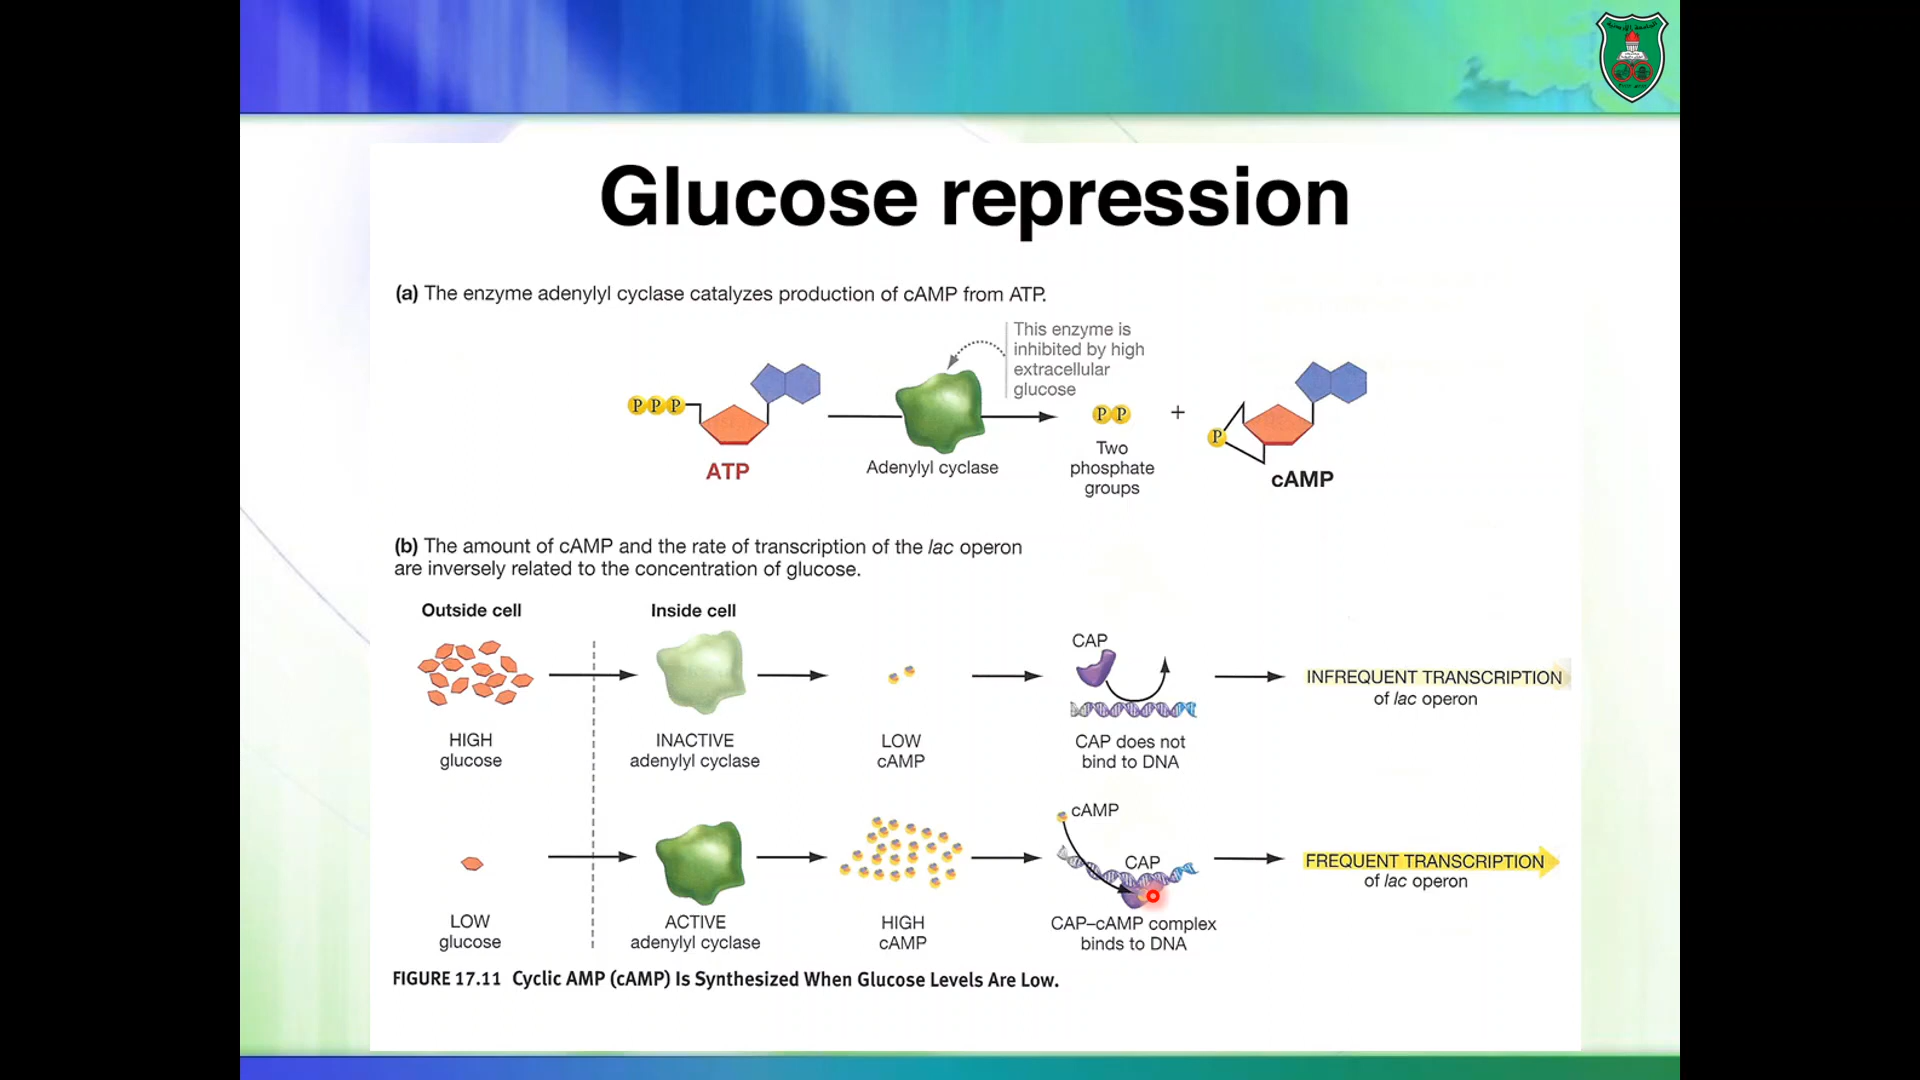 Glucose repression
(a) The enzyme adenylyl cyclase catalyzes production of cAMP from ATP.
This enzyme is
inhibited by high
extracellular
glucose
P P P
P P
+
P
ATP
Adenylyl cyclase
Two
phosphate
groups
cAMP
(b) The amount of cAMP and the rate of transcription of the lac operon
are inversely related to the concentration of glucose.
Outside cell
Inside cell
CAP
INFREQUENT TRANSCRIPTION
of lac operon
HIGH
glucose
INACTIVE
adenylyl cyclase
LOW
cAMP
CAP does not
bind to DNA
cAMP
CAP
FREQUENT TRANSCRIPTION
of lac operon
LOW
glucose
ACTIVE
adenylyl cyclase
HIGH
cAMP
CAP–cAMP complex
binds to DNA
FIGURE 17.11 Cyclic AMP (cAMP) Is Synthesized When Glucose Levels Are Low.